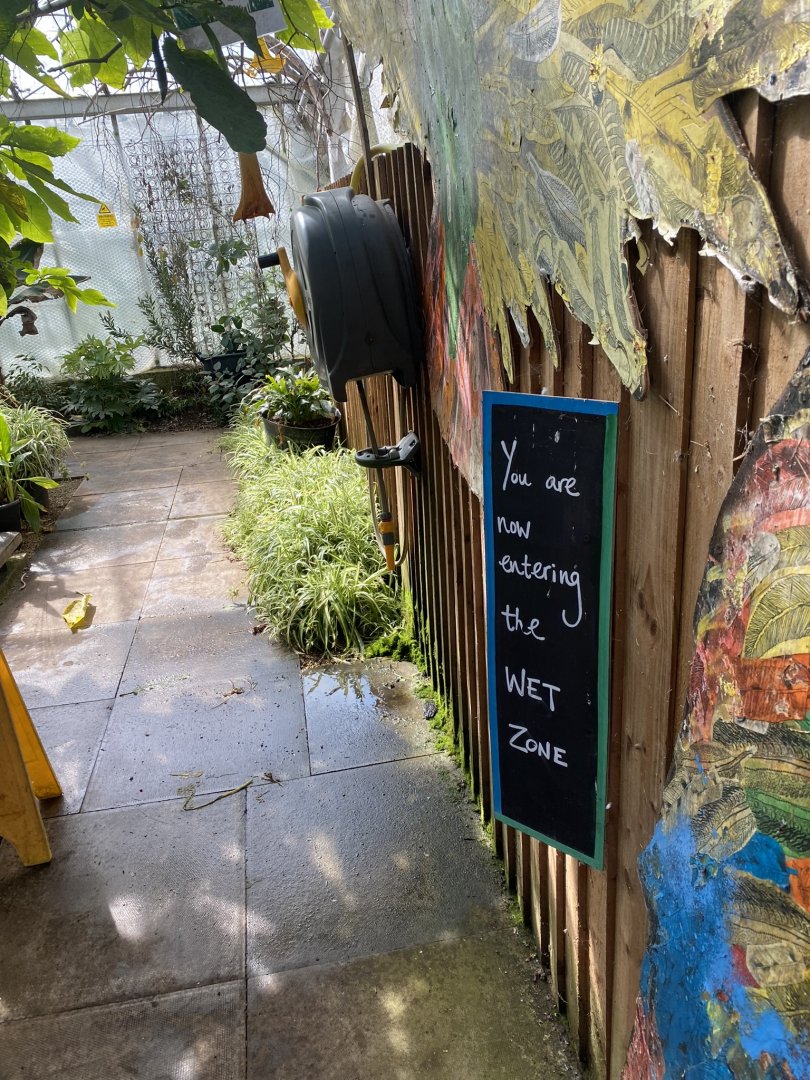 You are
now
entering
the
WET
ZONE